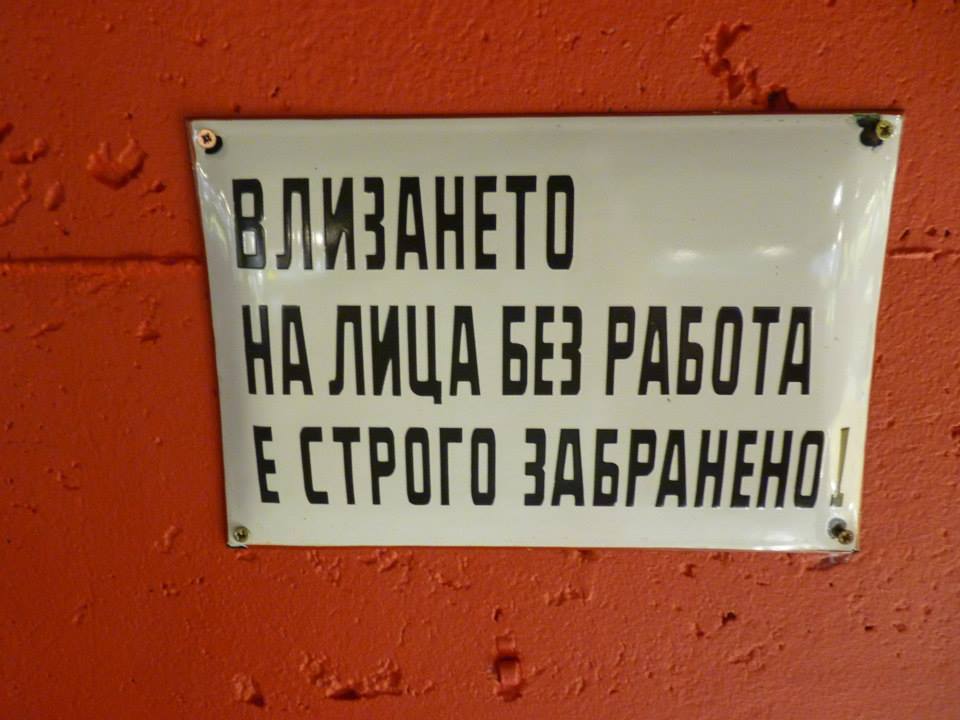 ВЛИЗАНЕТО
НА ЛИЦА БЕЗ РАБОТА
Е СТРОГО ЗАБРАНЕНО!